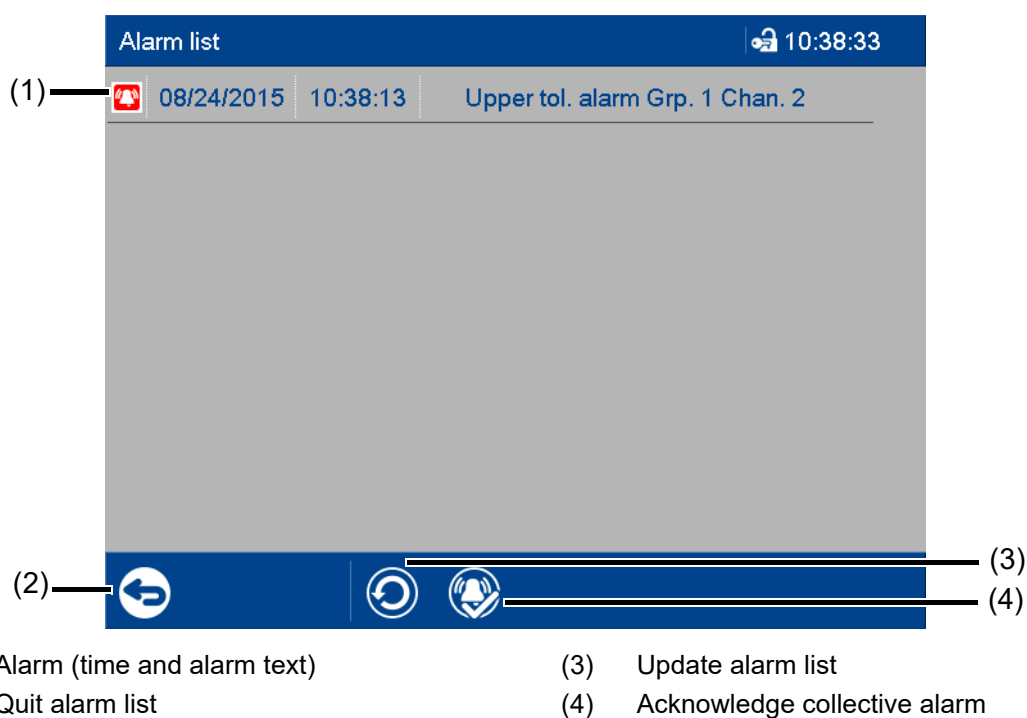 Alarm list 10:38:33
(1) 08/24/2015 10:38:13 Upper tol. alarm Grp. 1 Chan. 2
(3)
(2)
(4)
Alarm (time and alarm text) (3) Update alarm list
Quit alarm list (4) Acknowledge collective alarm